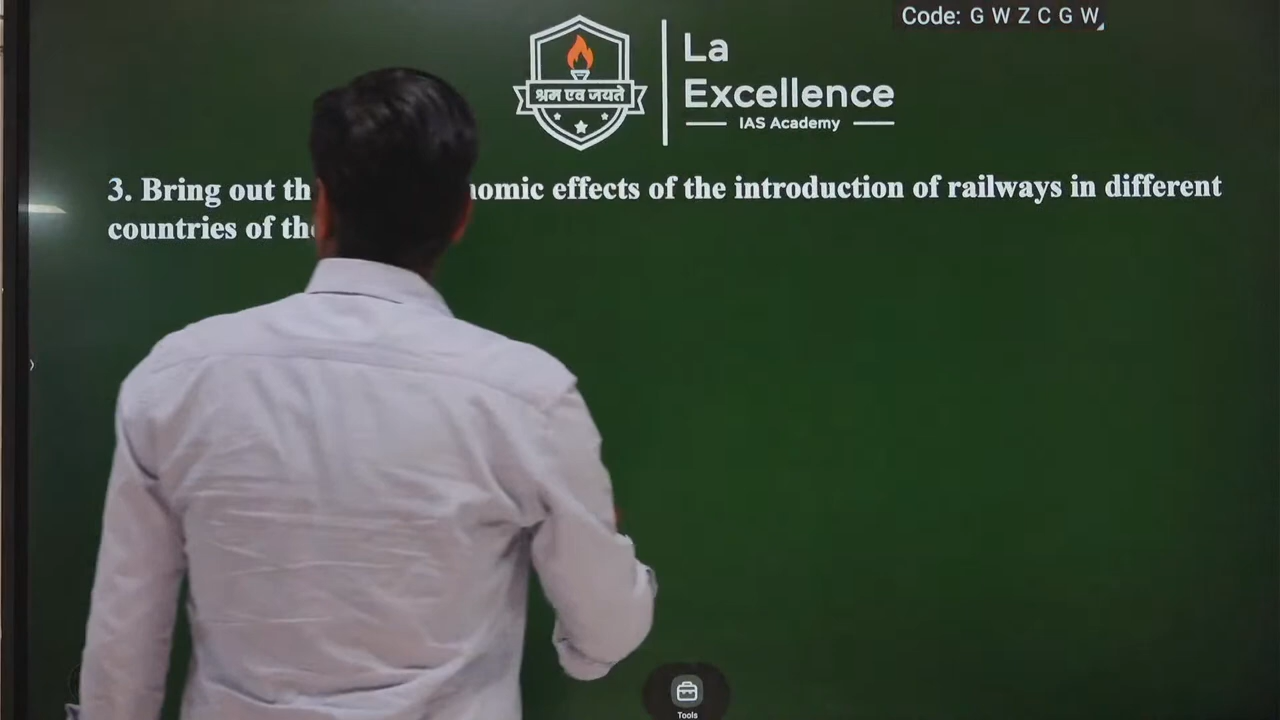 Code: G W Z C G W
La
Excellence
श्रम एव जयते
IAS Academy
3. Bring out th nomic effects of the introduction of railways in different
countries of the
Tools